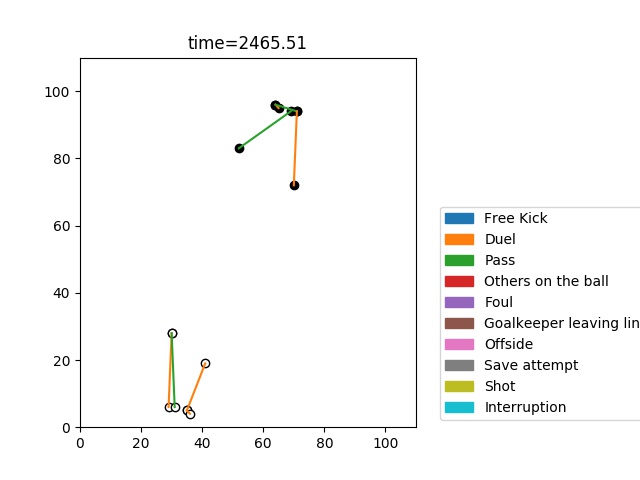 time=2465.51
100
80
60
40
20
0
0 20 40 60 80 100
Free Kick
Duel
Pass
Others on the ball
Foul
Goalkeeper leaving lin
Offside
Save attempt
Shot
Interruption